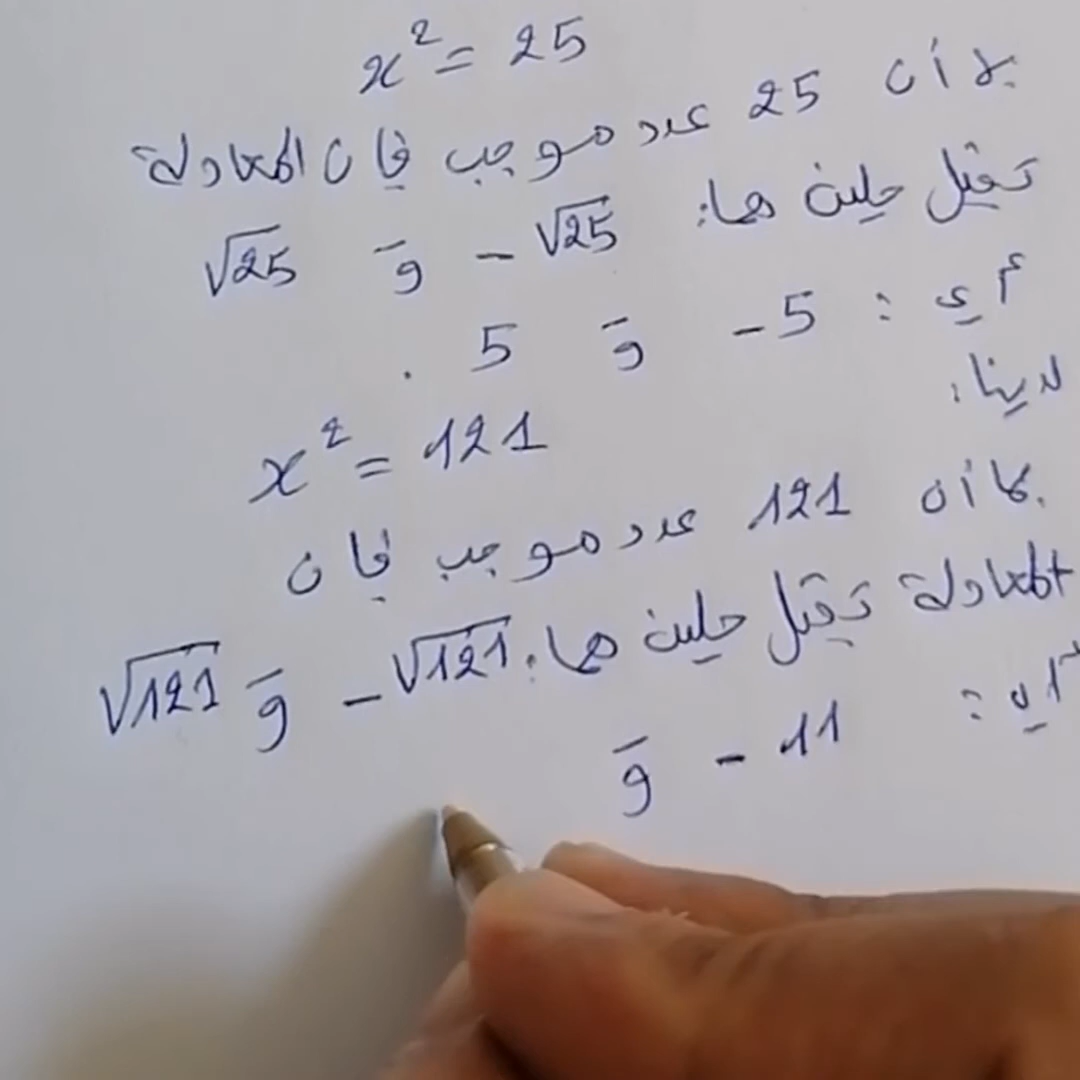 x² = 25
بما أن 25 عدد موجب فإن المعادلة
تقبل حلين هما:
-√25 و √25
أي : -5 و 5 .
لدينا:
x² = 121
بما أن 121 عدد موجب فإن
المعادلة تقبل حلين هما: -√121 و √121
أي : -11 و